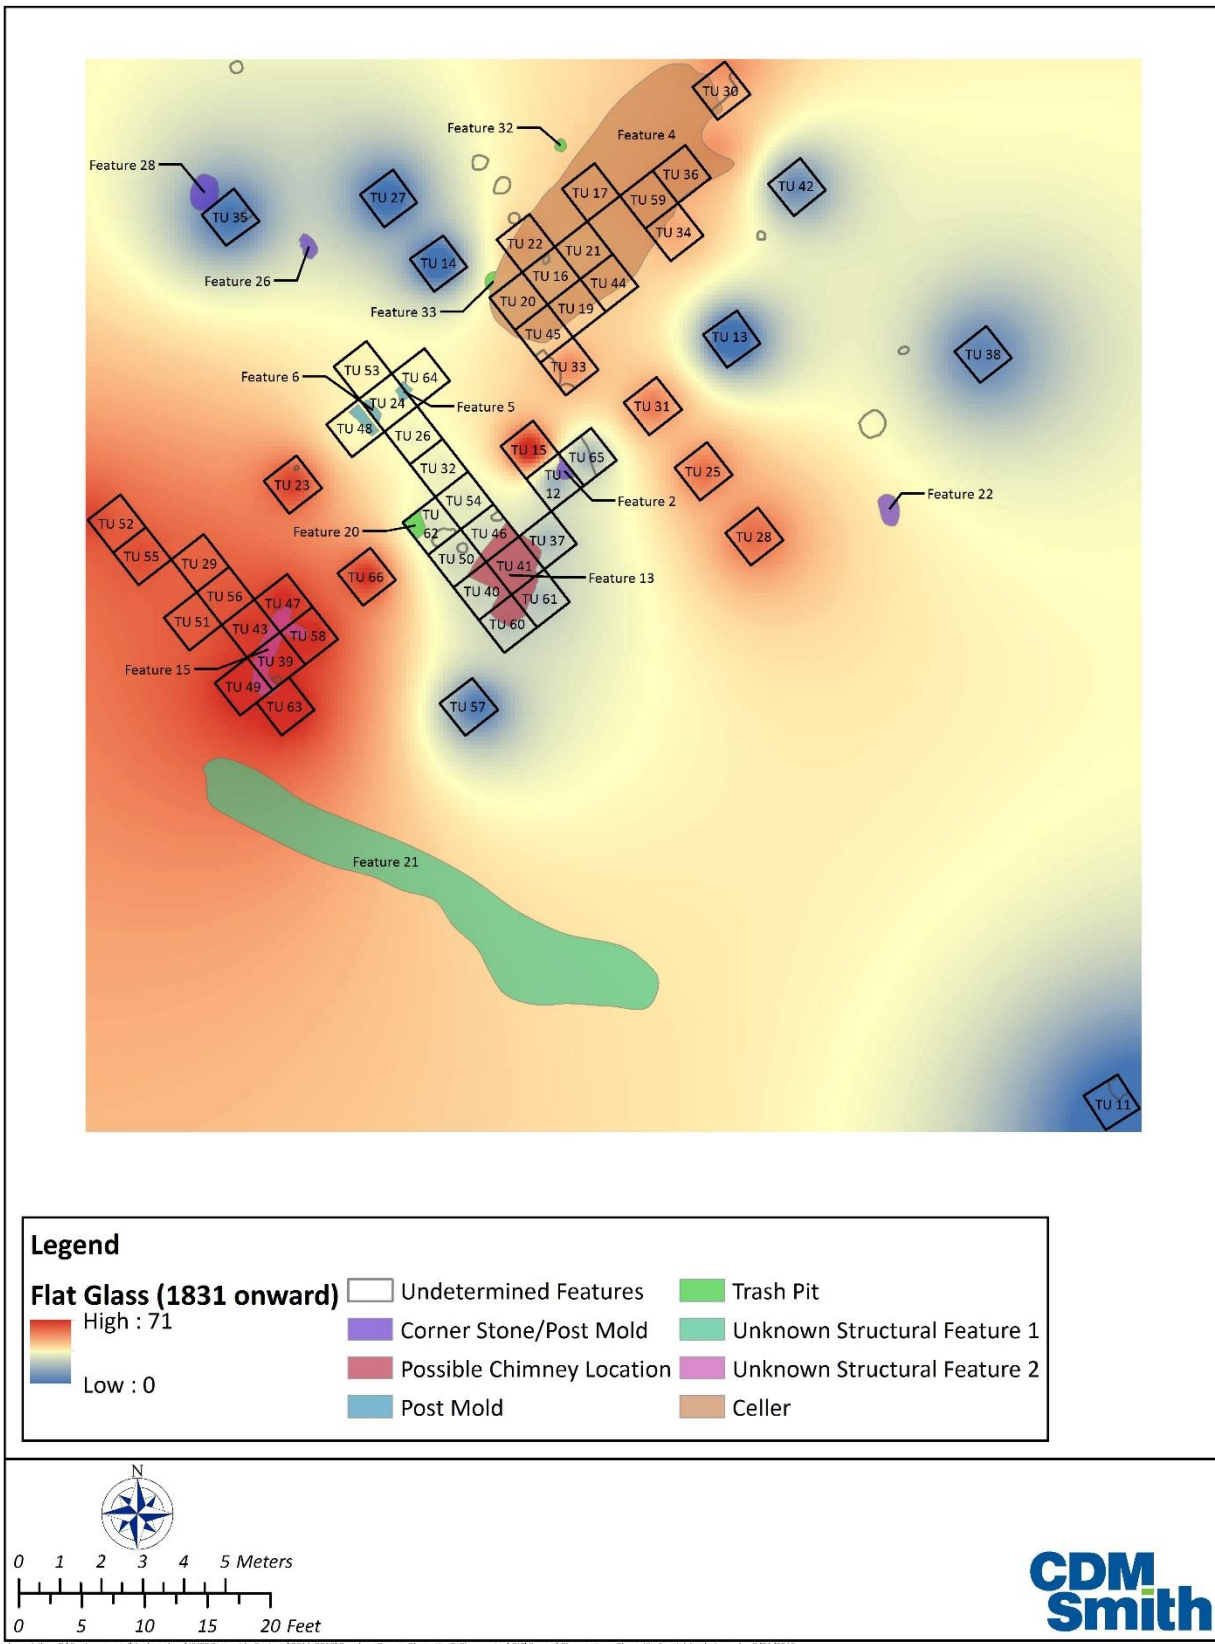 TU 30
Feature 32
Feature 4
Feature 28
TU 36
TU 42
TU 27
TU 17
TU 59
TU 35
TU 34
TU 22
TU 21
TU 14
Feature 26
TU 16
TU 44
TU 20
TU 19
Feature 33
TU 45
TU 13
TU 38
TU 33
TU 53
TU 64
Feature 6
TU 24
Feature 5
TU 31
TU 48
TU 26
TU 15
TU 65
TU 32
TU 25
TU 23
TU
12
Feature 2
Feature 22
TU 54
TU
62
TU 52
Feature 20
TU 46
TU 37
TU 28
TU 55
TU 50
TU 29
TU 41
TU 66
Feature 13
TU 56
TU 40
TU 61
TU 47
TU 51
TU 43
TU 60
TU 58
TU 39
Feature 15
TU 49
TU 63
TU 57
Feature 21
TU 11
Legend
Flat Glass (1831 onward)
High : 71
Low : 0
Undetermined Features
Corner Stone/Post Mold
Possible Chimney Location
Post Mold
Trash Pit
Unknown Structural Feature 1
Unknown Structural Feature 2
Celler
N
0 1 2 3 4 5 Meters
0 5 10 15 20 Feet
CDM
Smith